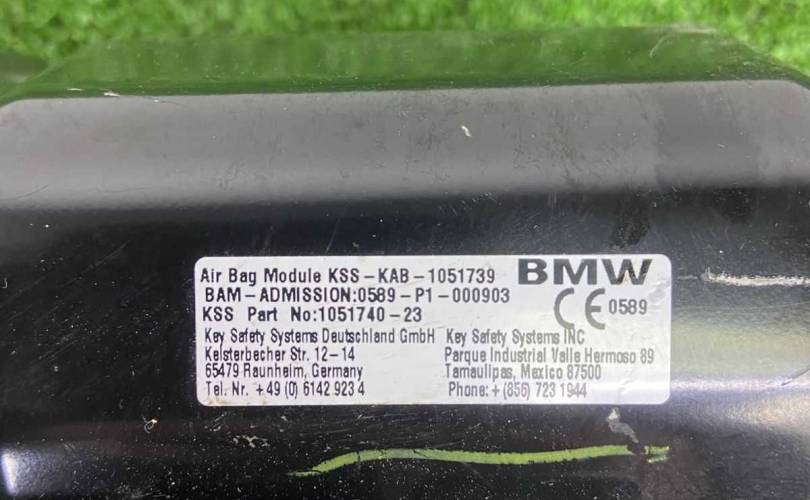 Air Bag Module KSS-KAB-1051739 BMW
BAM-ADMISSION:0589-P1-000903
KSS Part No:1051740-23 CE 0589
Key Safety Systems Deutschland GmbH
Kelsterbacher Str. 12-14
65479 Raunheim, Germany
Tel. Nr. +49 (0) 6142 923 4
Key Safety Systems INC
Parque Industrial Valle Hermoso 89
Tamaulipas, Mexico 87500
Phone: + (856) 723 1944